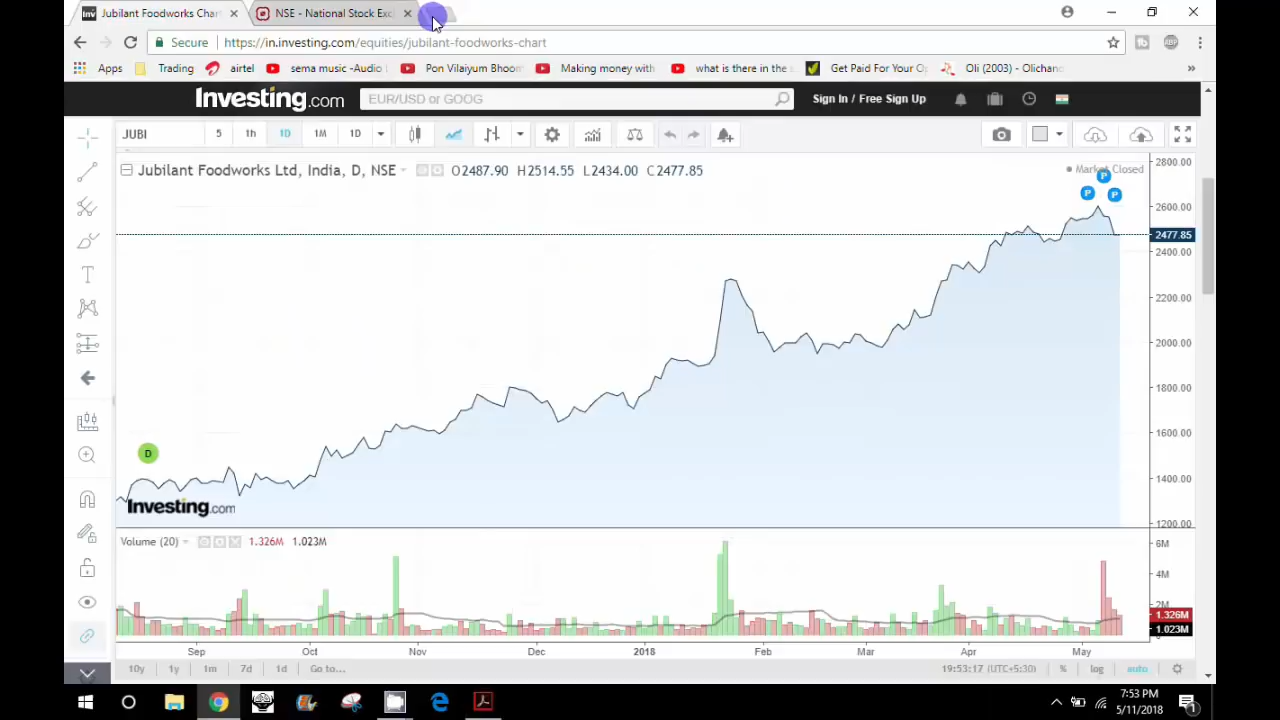 Jubilant Foodworks Char
NSE - National Stock Exc
Secure
https://in.investing.com/equities/jubilant-foodworks-chart
Apps
Trading
airtel
sema music -Audio
Pon Vilaiyum Bhoom
Making money with
what is there in the
Get Paid For Your O
Oli (2003) - Olichand
»
Investing.com
EUR/USD or GOOG
Sign In / Free Sign Up
JUBI
5
1h
1D
1M
1D
Jubilant Foodworks Ltd, India, D, NSE
O2487.90 H2514.55 L2434.00 C2477.85
Market Closed
P
P
P
D
2800.00
2600.00
2477.85
2400.00
2200.00
2000.00
1800.00
1600.00
1400.00
1200.00
Investing.com
Volume (20)
1.326M 1.023M
6M
4M
2M
1.326M
1.023M
Sep
Oct
Nov
Dec
2018
Feb
Mar
Apr
May
10y
1y
1m
7d
1d
Go to...
19:53:17 (UTC+5:30)
%
log
auto
7:53 PM
5/11/2018
1